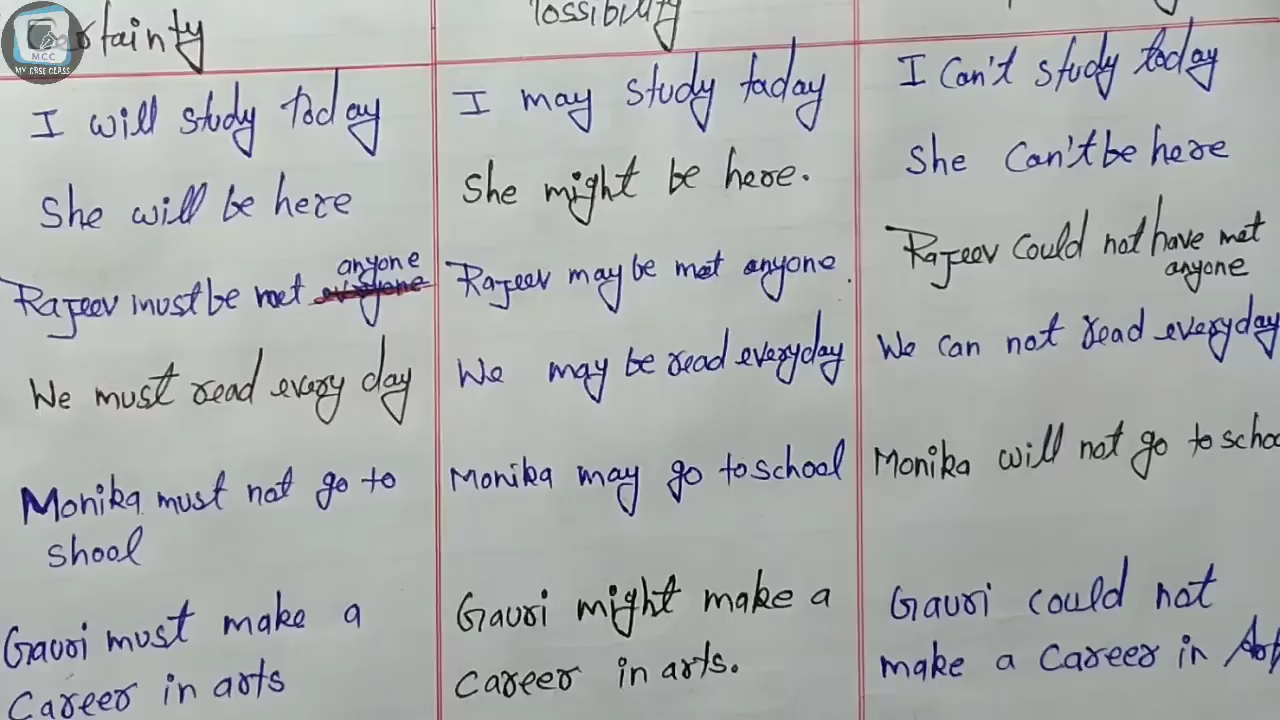 Certainty
I will study today
She will be here
Rajeev must be met anyone
We must read every day
Monika must not go to
shool
Gauri must make a
career in arts
Possibility
I may study taday
She might be here.
Rajeev may be met anyone.
We may be read everyday
Monika may go to school
Gauri might make a
career in arts.
I Can't study today
She Can't be here
Rajeev could not have met
anyone
We can not read everyday
Monika will not go to schoo
Gauri could not
make a career in Art
MCC
MY CBSE CLASS